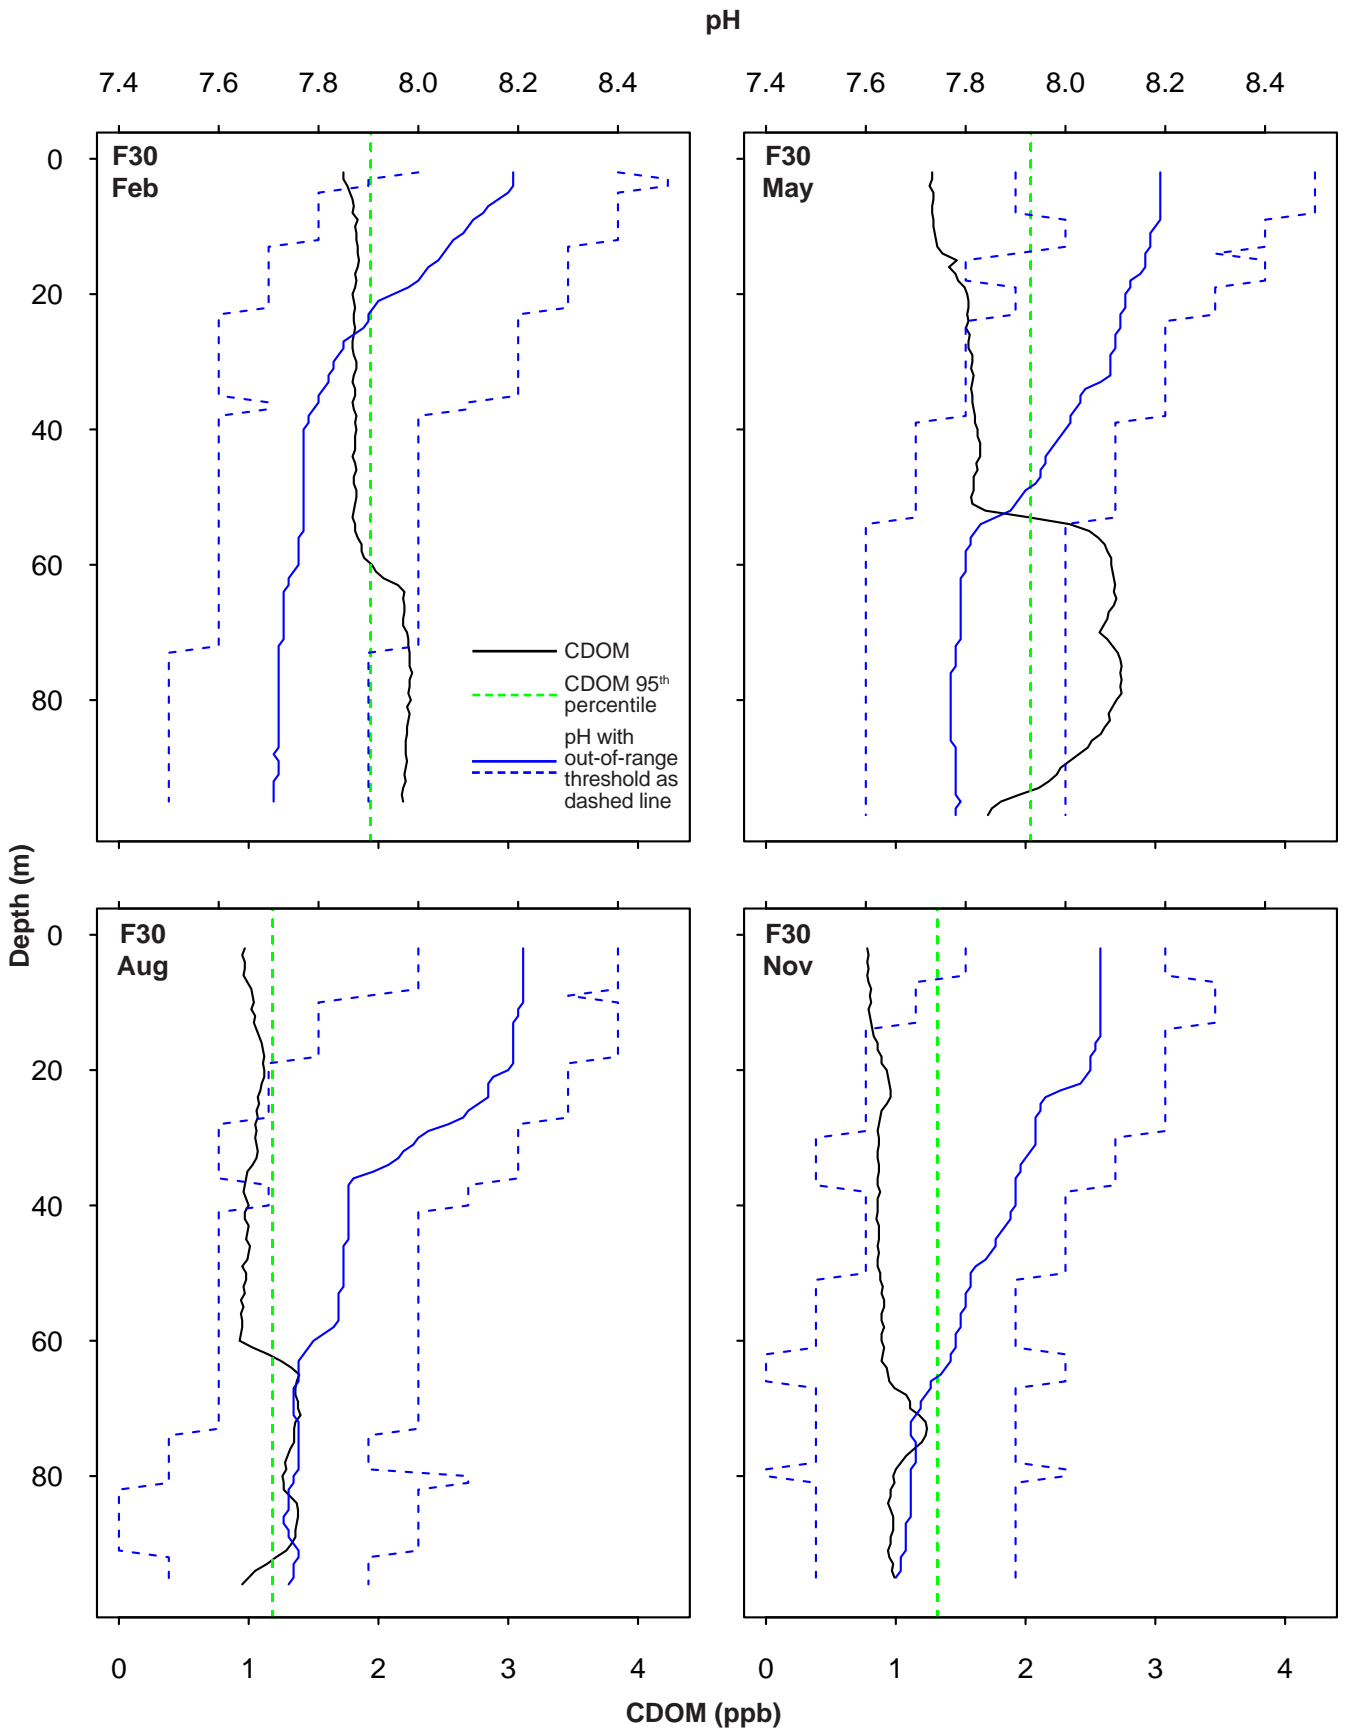 pH
7.4 7.6 7.8 8.0 8.2 8.4
7.4 7.6 7.8 8.0 8.2 8.4
F30
Feb
F30
May
0
20
40
60
80
CDOM
CDOM 95th
percentile
pH with
out-of-range
threshold as
dashed line
Depth (m)
F30
Aug
F30
Nov
0
20
40
60
80
0 1 2 3 4
0 1 2 3 4
CDOM (ppb)